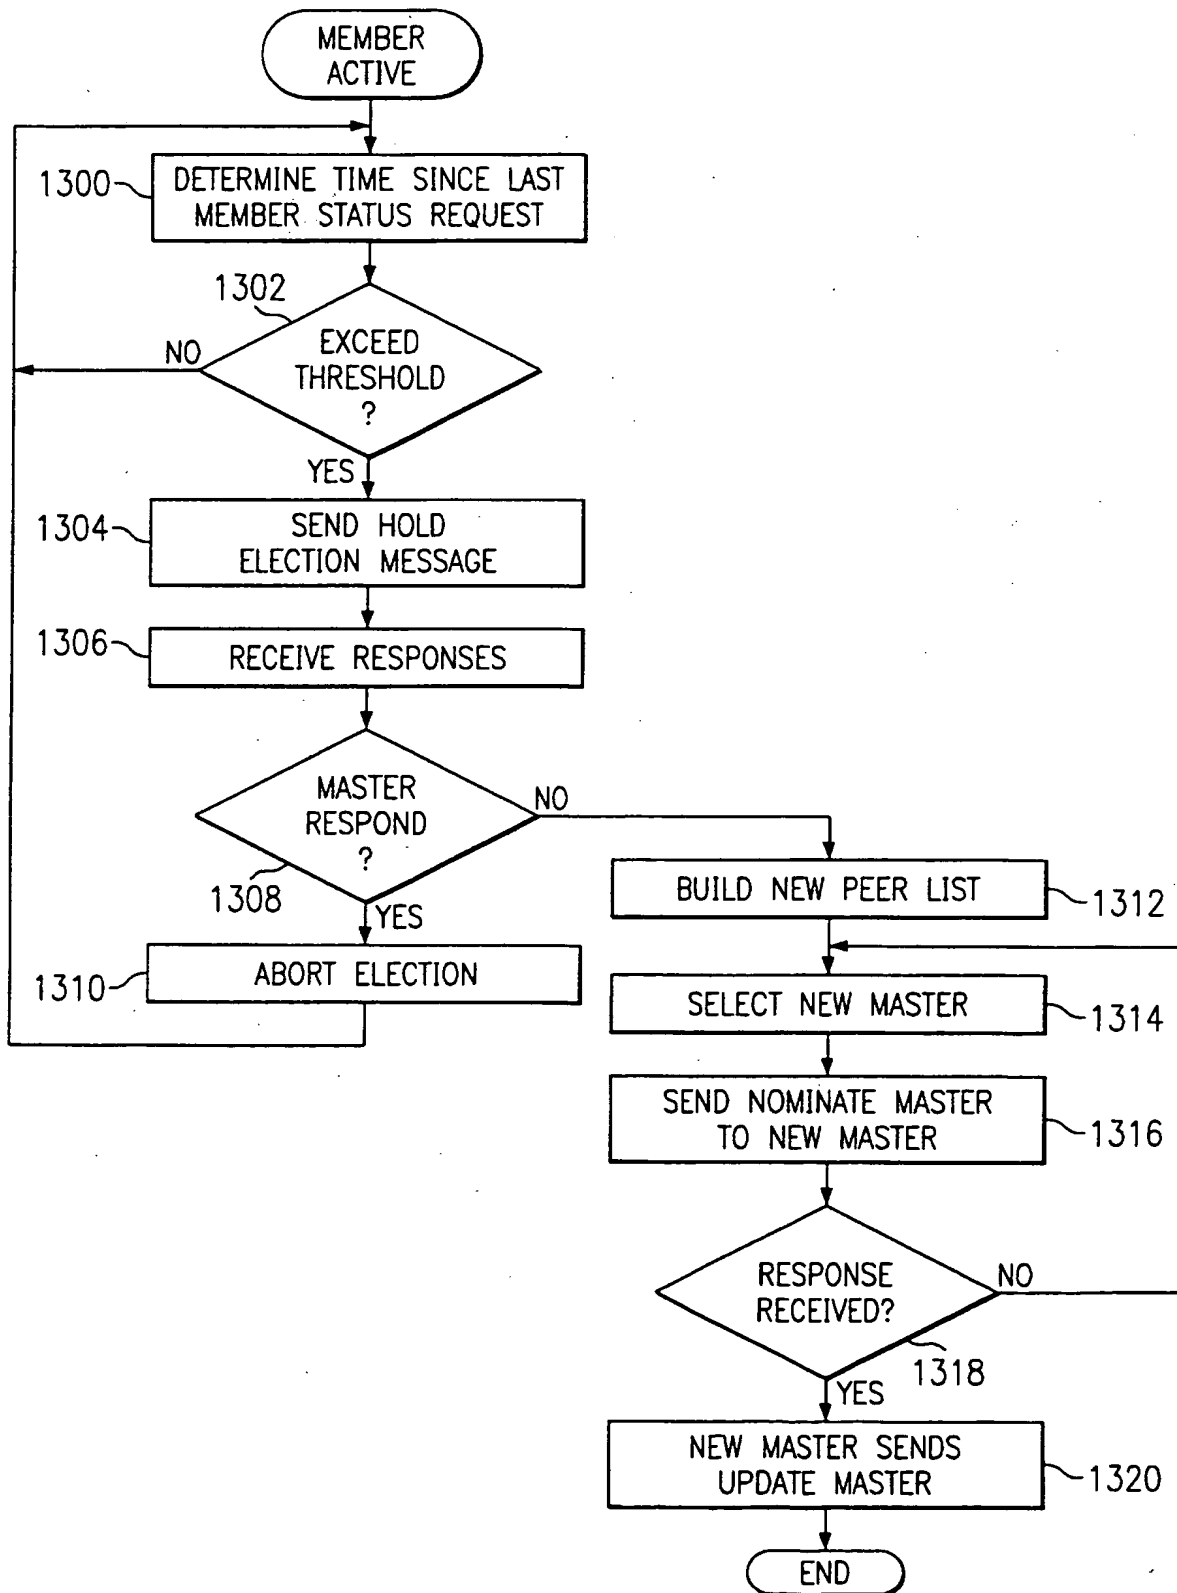 MEMBER
ACTIVE
1300
DETERMINE TIME SINCE LAST
MEMBER STATUS REQUEST
1302
EXCEED
THRESHOLD
?
NO
YES
1304
SEND HOLD
ELECTION MESSAGE
1306
RECEIVE RESPONSES
MASTER
RESPOND
?
NO
1308
YES
1310
ABORT ELECTION
BUILD NEW PEER LIST
1312
SELECT NEW MASTER
1314
SEND NOMINATE MASTER
TO NEW MASTER
1316
RESPONSE
RECEIVED?
NO
1318
YES
NEW MASTER SENDS
UPDATE MASTER
1320
END